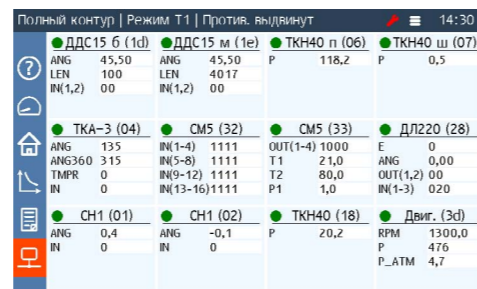 Полный контур | Режим Т1 | Против. выдвинут 14:30
ДДС15 б (1d) ДДС15 м (1e) ТКН40 п (06) ТКН40 ш (07)
ANG 45,50 ANG 45,50 P 118,2 P 0,5
LEN 100 LEN 4017
IN(1,2) 00 IN(1,2) 00
ТКА-3 (04) СМ5 (32) СМ5 (33) ДЛ220 (28)
ANG 135 IN(1-4) 1111 OUT(1-4) 1000 E 0
ANG360 315 IN(5-8) 1111 T1 21,0 ANG 0,00
TMPR 0 IN(9-12) 1111 T2 80,0 OUT(1,2) 00
IN 0 IN(13-16) 1111 P1 1,0 IN(1-3) 020
СН1 (01) СН1 (02) ТКН40 (18) Двиг. (3d)
ANG 0,4 ANG -0,1 P 20,2 RPM 1300,0
IN 0 IN 0 P 476
P_ATM 4,7